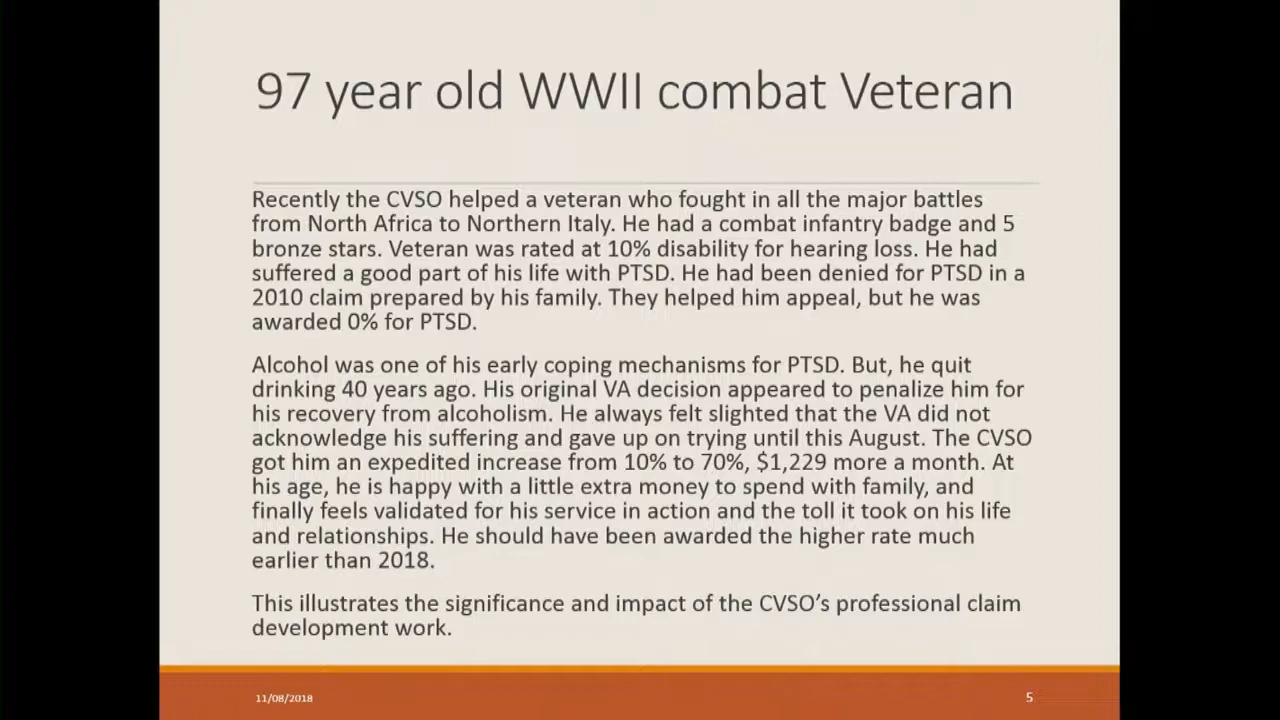 97 year old WWII combat Veteran
Recently the CVSO helped a veteran who fought in all the major battles
from North Africa to Northern Italy. He had a combat infantry badge and 5
bronze stars. Veteran was rated at 10% disability for hearing loss. He had
suffered a good part of his life with PTSD. He had been denied for PTSD in a
2010 claim prepared by his family. They helped him appeal, but he was
awarded 0% for PTSD.
Alcohol was one of his early coping mechanisms for PTSD. But, he quit
drinking 40 years ago. His original VA decision appeared to penalize him for
his recovery from alcoholism. He always felt slighted that the VA did not
acknowledge his suffering and gave up on trying until this August. The CVSO
got him an expedited increase from 10% to 70%, $1,229 more a month. At
his age, he is happy with a little extra money to spend with family, and
finally feels validated for his service in action and the toll it took on his life
and relationships. He should have been awarded the higher rate much
earlier than 2018.
This illustrates the significance and impact of the CVSO’s professional claim
development work.
11/08/2018
5